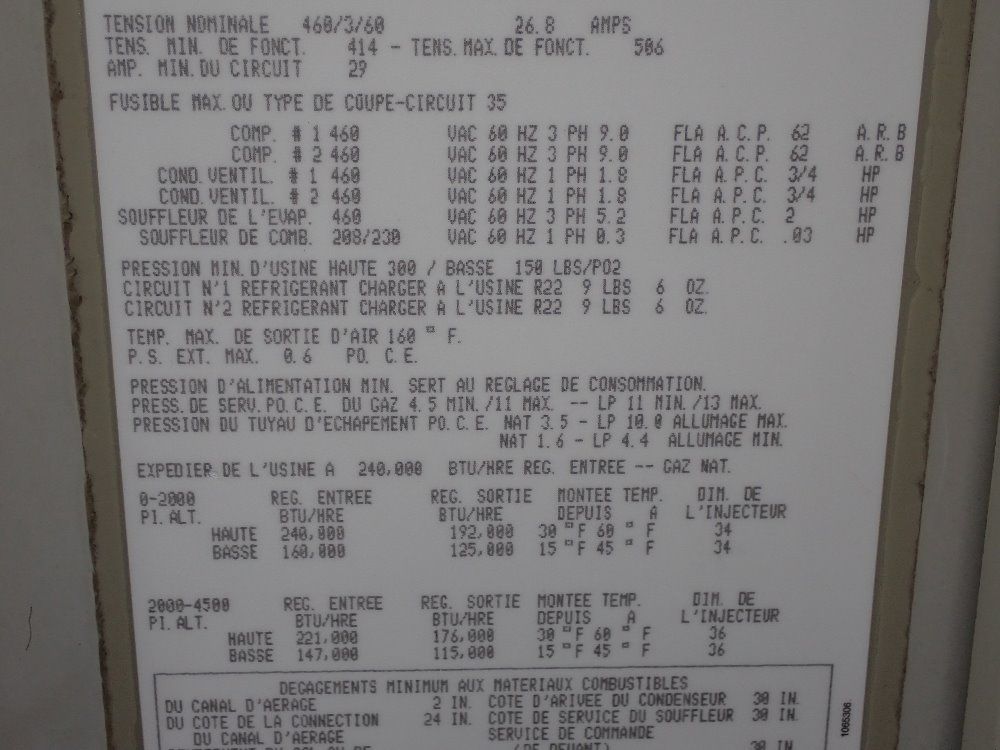 TENSION NOMINALE 460/3/60 26.8 AMPS
TENS. MIN. DE FONCT. 414 - TENS. MAX. DE FONCT. 506
AMP. MIN. DU CIRCUIT 29
FUSIBLE MAX. OU TYPE DE COUPE-CIRCUIT 35
COMP. # 1 460 VAC 60 HZ 3 PH 9.0 FLA A.C.P. 62 A.R.B
COMP. # 2 460 VAC 60 HZ 3 PH 9.0 FLA A.C.P. 62 A.R.B
COND. VENTIL. # 1 460 VAC 60 HZ 1 PH 1.8 FLA A.P.C. 3/4 HP
COND. VENTIL. # 2 460 VAC 60 HZ 1 PH 1.8 FLA A.P.C. 3/4 HP
SOUFFLEUR DE L'EVAP. 460 VAC 60 HZ 3 PH 5.2 FLA A.P.C. 2 HP
SOUFFLEUR DE COMB. 208/230 VAC 60 HZ 1 PH 0.3 FLA A.P.C. .03 HP
PRESSION MIN. D'USINE HAUTE 300 / BASSE 150 LBS/PO2
CIRCUIT N'1 REFRIGERANT CHARGER A L'USINE R22 9 LBS 6 OZ.
CIRCUIT N'2 REFRIGERANT CHARGER A L'USINE R22 9 LBS 6 OZ.
TEMP. MAX. DE SORTIE D'AIR 160 ° F.
P.S. EXT. MAX. 0.6 PO. C.E.
PRESSION D'ALIMENTATION MIN. SERT AU REGLAGE DE CONSOMMATION.
PRESS. DE SERV. PO. C.E. DU GAZ 4.5 MIN./11 MAX. -- LP 11 MIN./13 MAX.
PRESSION DU TUYAU D'ECHAPEMENT PO. C.E. NAT 3.5 - LP 10.0 ALLUMAGE MAX.
NAT 1.6 - LP 4.4 ALLUMAGE MIN.
EXPEDIER DE L'USINE A 240,000 BTU/HRE REG. ENTREE -- GAZ NAT.
0-2000 REG. ENTREE REG. SORTIE MONTEE TEMP. DIM. DE
PI. ALT. BTU/HRE BTU/HRE DEPUIS A L'INJECTEUR
HAUTE 240,000 192,000 30 ° F 60 ° F 34
BASSE 160,000 125,000 15 ° F 45 ° F 34
2000-4500 REG. ENTREE REG. SORTIE MONTEE TEMP. DIM. DE
PI. ALT. BTU/HRE BTU/HRE DEPUIS A L'INJECTEUR
HAUTE 221,000 176,000 30 ° F 60 ° F 36
BASSE 147,000 115,000 15 ° F 45 ° F 36
DEGAGEMENTS MINIMUM AUX MATERIAUX COMBUSTIBLES
DU CANAL D'AERAGE 2 IN. COTE D'ARIVEE DU CONDENSEUR 30 IN.
DU COTE DE LA CONNECTION 24 IN. COTE DE SERVICE DU SOUFFLEUR 30 IN.
DU CANAL D'AERAGE SERVICE DE COMMANDE
(DE DEVANT) 30 IN
1065306